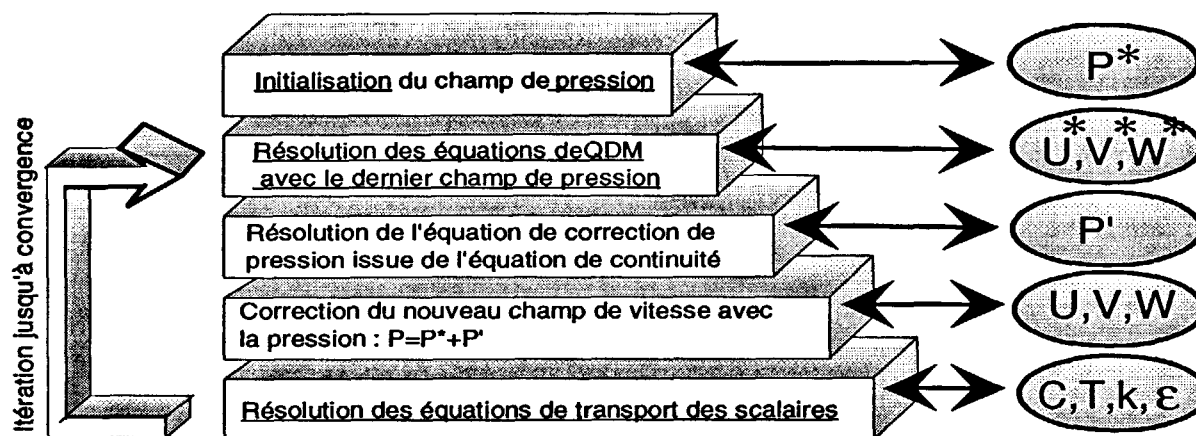 Initialisation du champ de pression
P*
Résolution des équations deQDM
avec le dernier champ de pression
U*,V*,W*
Résolution de l'équation de correction de
pression issue de l'équation de continuité
P'
Correction du nouveau champ de vitesse avec
la pression : P=P*+P'
U,V,W
Résolution des équations de transport des scalaires
C,T,k,ε
Itération jusqu'à convergence